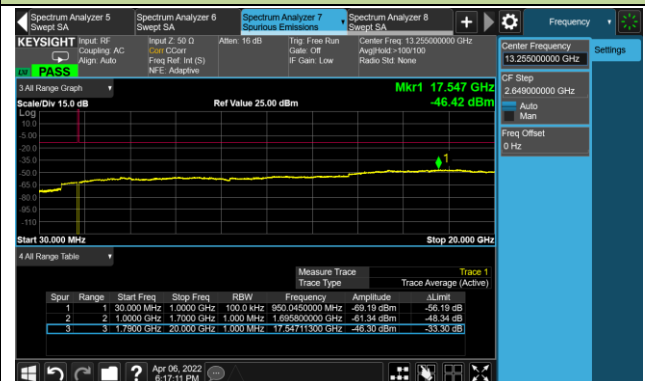 Spectrum Analyzer 5
Swept SA
Spectrum Analyzer 6
Swept SA
Spectrum Analyzer 7
Spurious Emissions
Spectrum Analyzer 8
Swept SA
+
Frequency
KEYSIGHT
Input: RF
Coupling: AC
Align: Auto
Input Z: 50 Ω
Corr CCorr
Freq Ref: Int (S)
NFE: Adaptive
Atten: 16 dB
Trig: Free Run
Gate: Off
IF Gain: Low
Center Freq: 13.255000000 GHz
Avg|Hold:>100/100
Radio Std: None
PASS
Center Frequency
13.255000000 GHz
Settings
CF Step
2.649000000 GHz
Auto
Man
Freq Offset
0 Hz
3 All Range Graph
Mkr1 17.547 GHz
Scale/Div 15.0 dB
Ref Value 25.00 dBm
-46.42 dBm
Log
10.0
-5.00
-20.0
-35.0
-50.0
-65.0
-80.0
-95.0
-110
1
Start 30.000 MHz
Stop 20.000 GHz
4 All Range Table
Measure Trace Trace 1
Trace Type Trace Average (Active)
Spur Range Start Freq Stop Freq RBW Frequency Amplitude ΔLimit
1 1 30.000 MHz 1.0000 GHz 100.0 kHz 950.0450000 MHz -69.19 dBm -56.19 dB
2 2 1.0000 GHz 1.7000 GHz 1.000 MHz 1.695800000 GHz -61.34 dBm -48.34 dB
3 3 1.7900 GHz 20.000 GHz 1.000 MHz 17.54711300 GHz -46.30 dBm -33.30 dB
?
Apr 06, 2022
6:17:11 PM